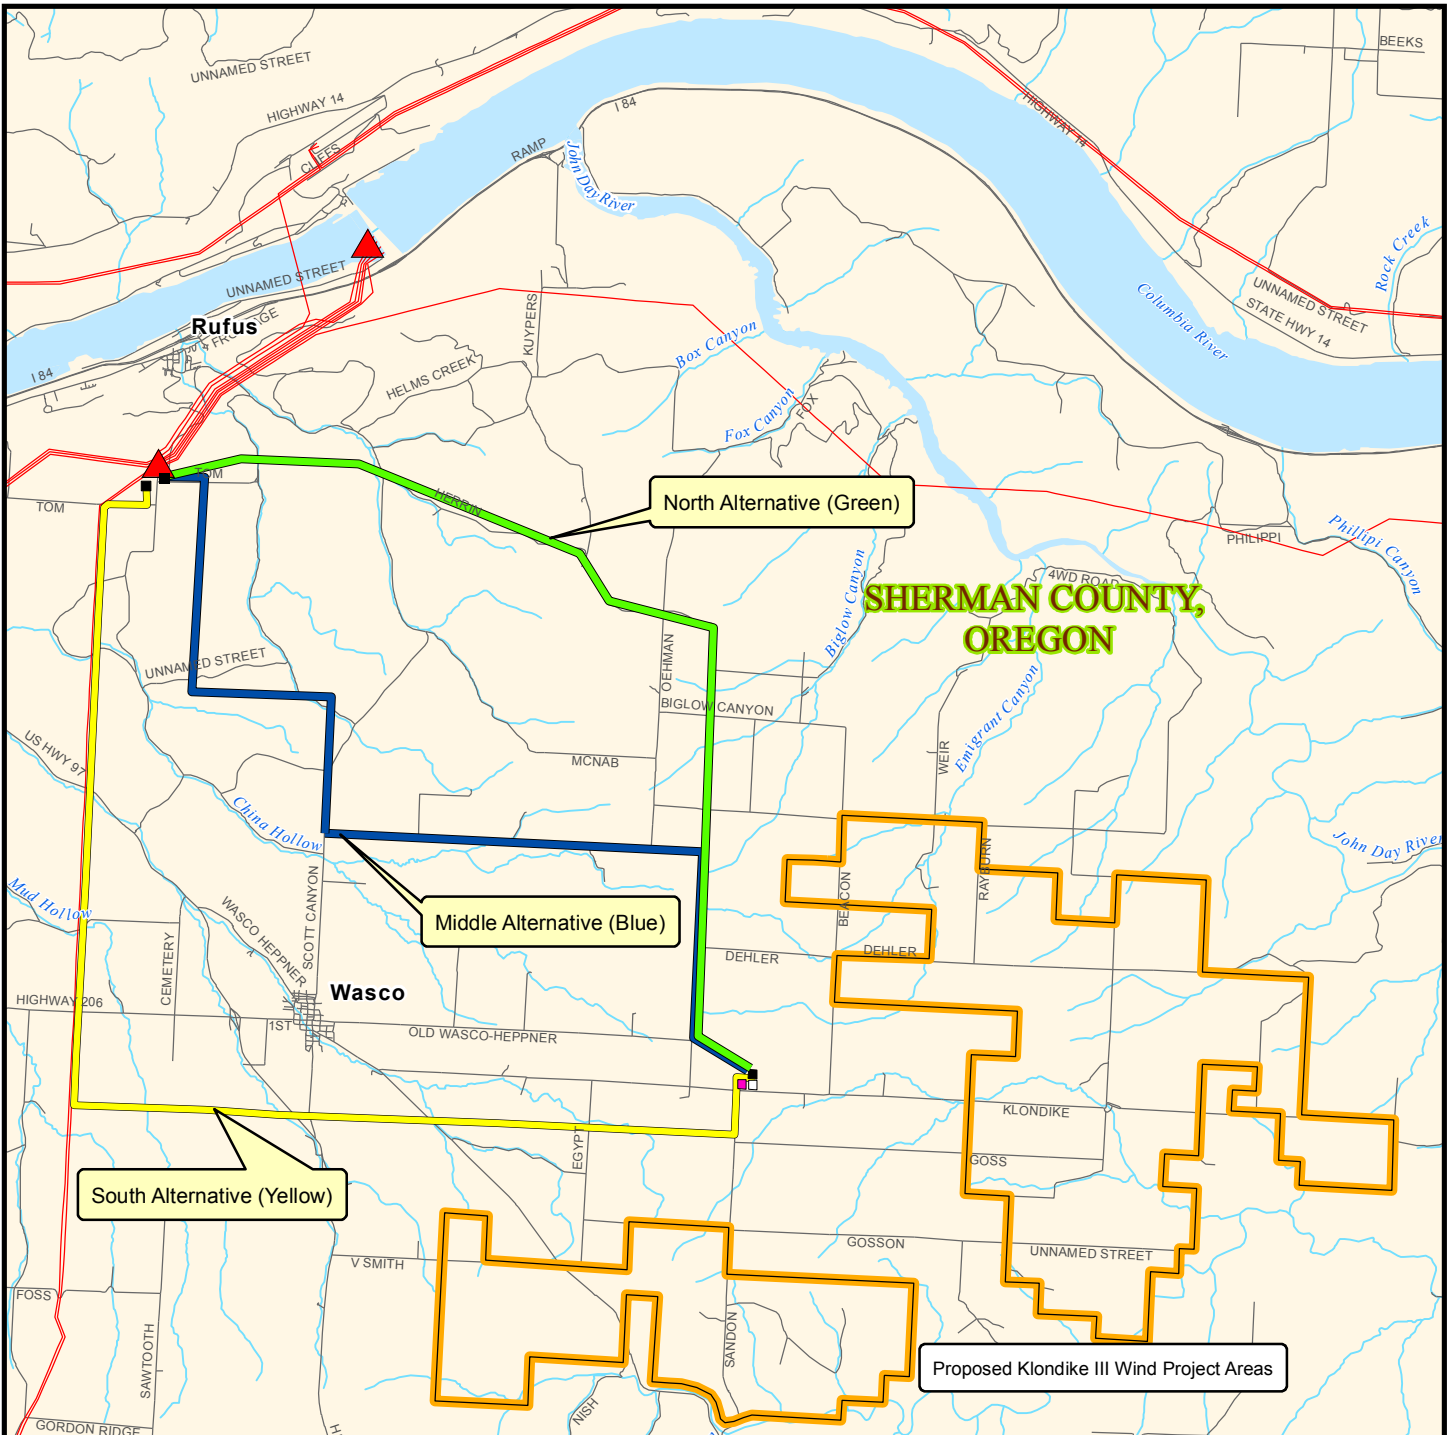 BEEKS
UNNAMED STREET
HIGHWAY 14
I 84
HIGHWAY 14
CLIFFS
RAMP
John Day River
Rock Creek
UNNAMED STREET
UNNAMED STREET
STATE HWY 14
Columbia River
Rufus
FRONTAGE
KUYPERS
Box Canyon
I 84
HELMS CREEK
FOX
Fox Canyon
TOM
TOM
HERRIN
North Alternative (Green)
PHILIPPI
Phillipi Canyon
4WD ROAD
SHERMAN COUNTY,
OREGON
Biglow Canyon
UNNAMED STREET
OEHMAN
BIGLOW CANYON
Emigrant Canyon
WEIR
US HWY 97
MCNAB
China Hollow
John Day River
RAYBURN
Mud Hollow
BEACON
Middle Alternative (Blue)
WASCO HEPPNER
SCOTT CANYON
CEMETERY
DEHLER
DEHLER
Wasco
HIGHWAY 206
1ST
OLD WASCO-HEPPNER
KLONDIKE
EGYPT
GOSS
South Alternative (Yellow)
GOSSON
UNNAMED STREET
V SMITH
FOSS
SAWTOOTH
SANDON
Proposed Klondike III Wind Project Areas
NISH
GORDON RIDGE